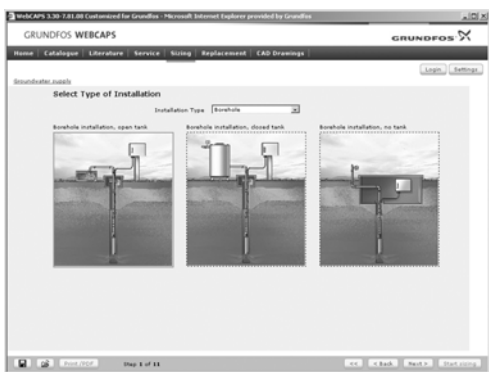 WebCAPS 3.30-7.01.08 Customized for Grundfos - Microsoft Internet Explorer provided by Grundfos
GRUNDFOS WEBCAPS
GRUNDFOS
Home Catalogue Literature Service Sizing Replacement CAD Drawings
Login Settings
Groundwater supply
Select Type of Installation
Installation Type Borehole
Borehole installation, open tank Borehole installation, closed tank Borehole installation, no tank
Print /PDF Step 1 of 11 << < Back Next > Start sizing